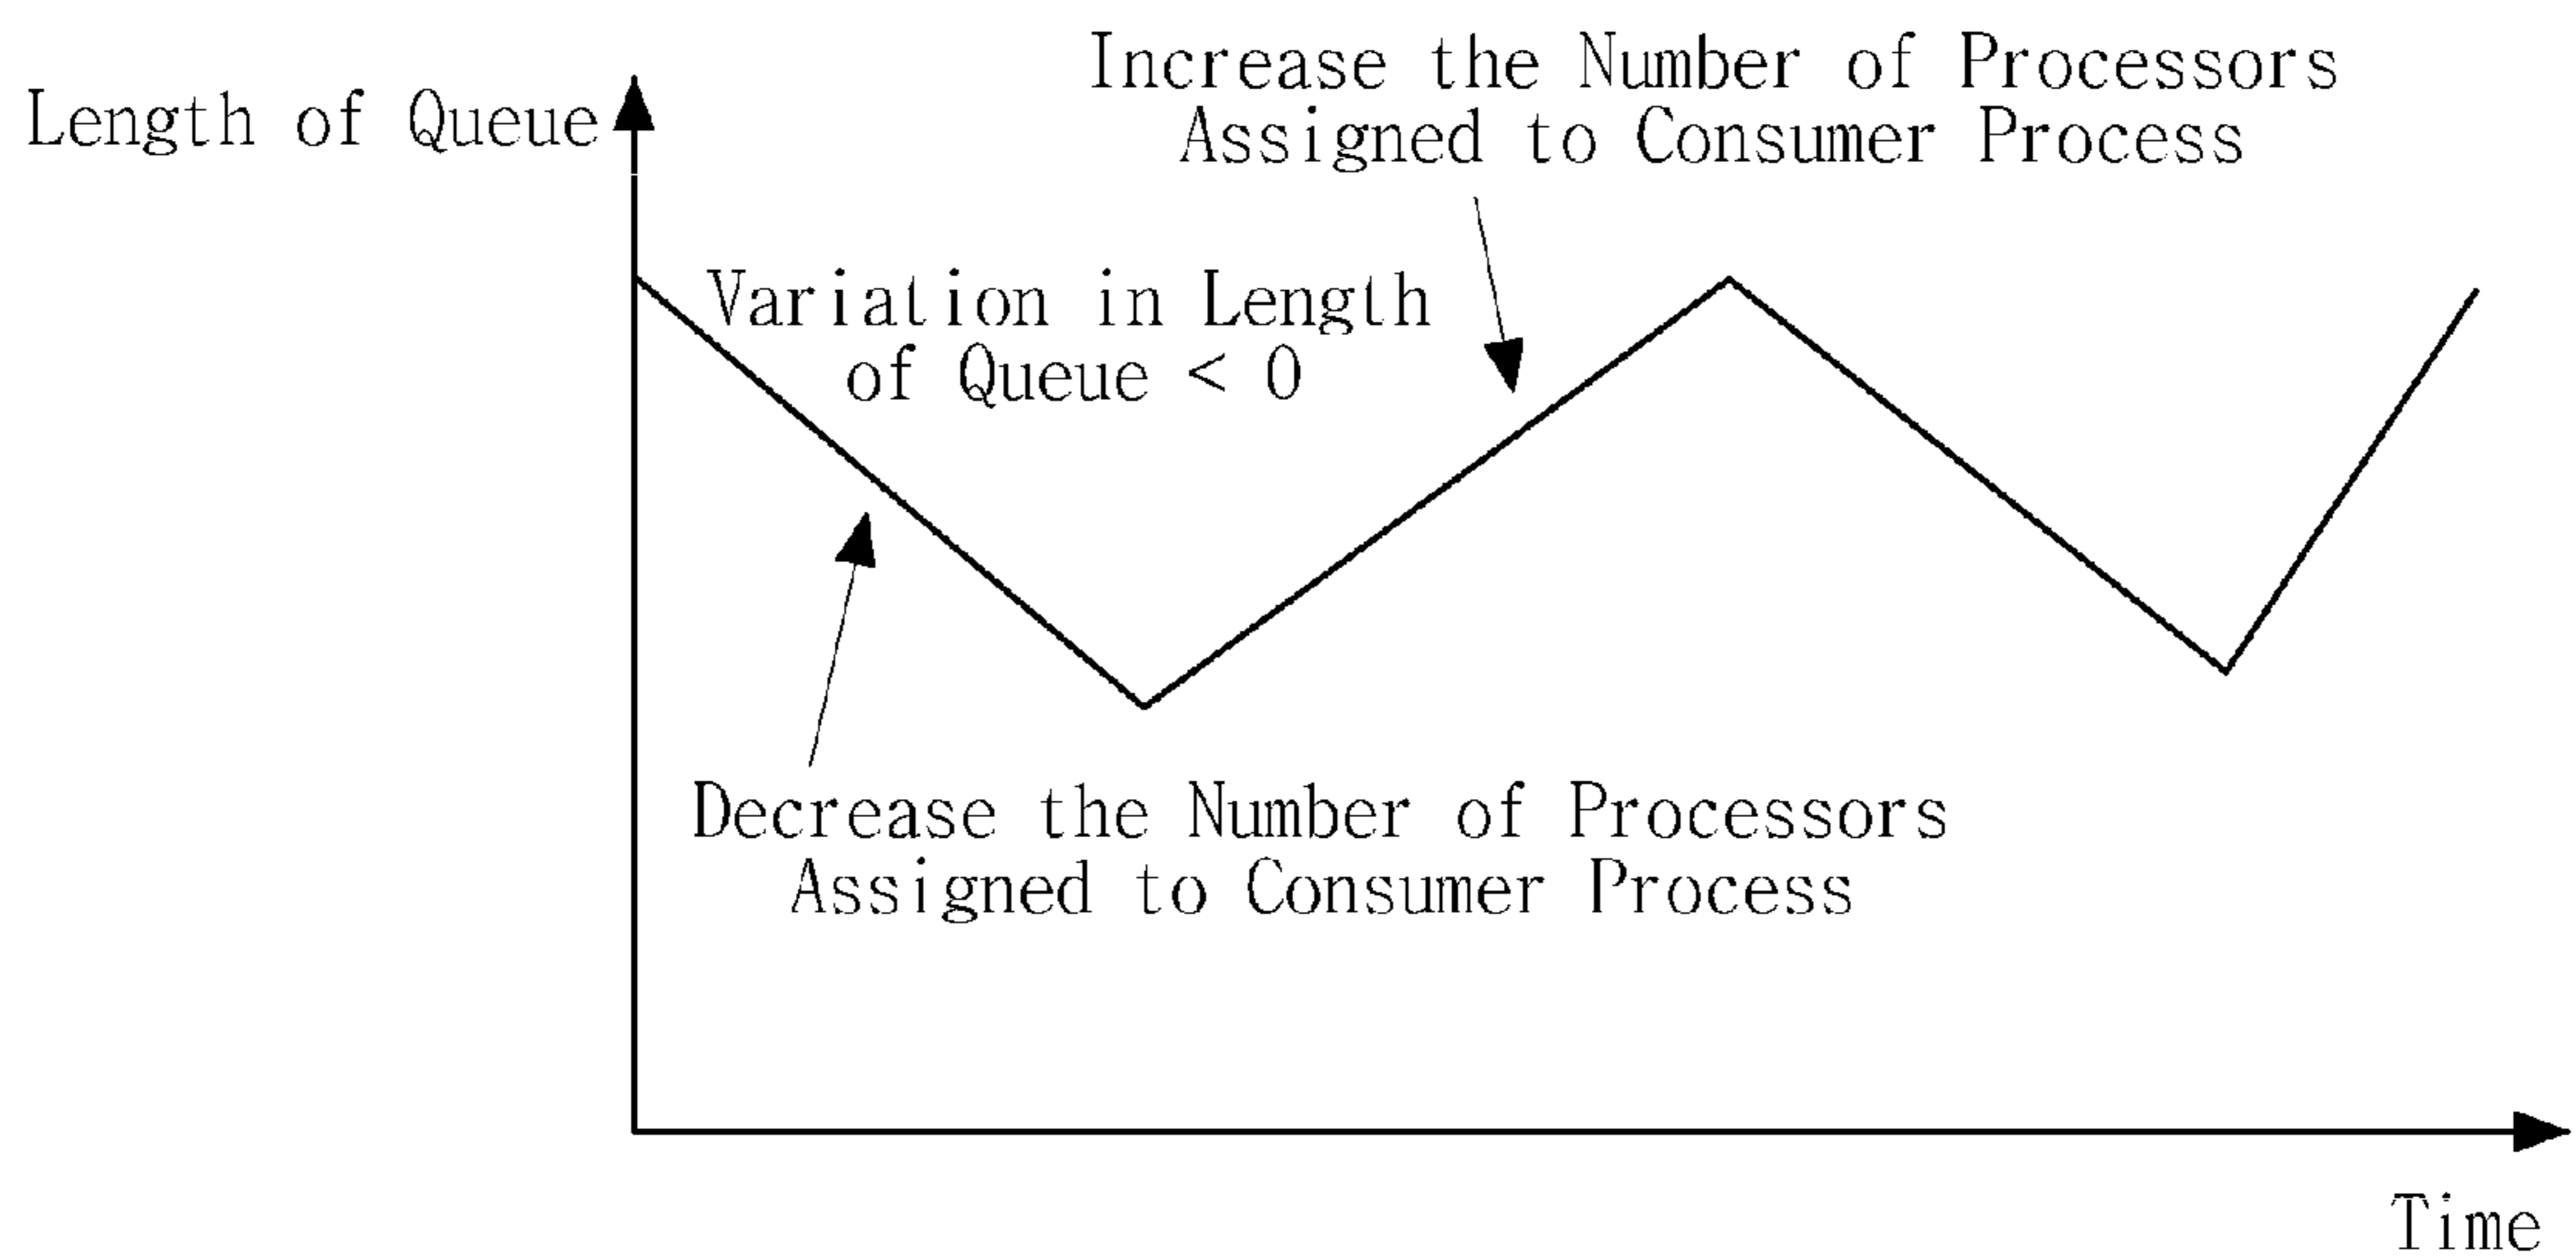 Length of Queue
Increase the Number of Processors
Assigned to Consumer Process
Variation in Length
of Queue < 0
Decrease the Number of Processors
Assigned to Consumer Process
Time